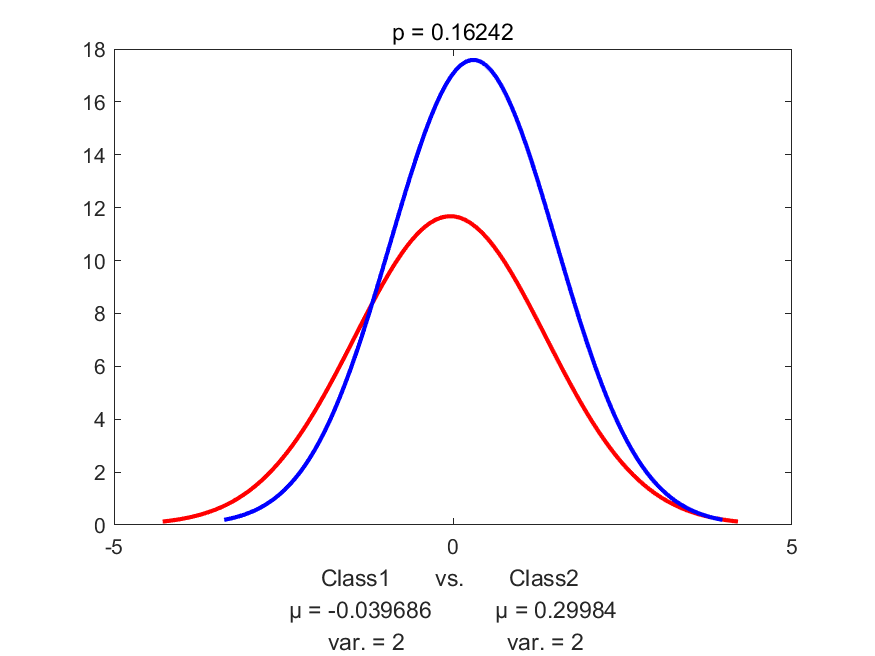 p = 0.16242
18
16
14
12
10
8
6
4
2
0
-5 0 5
Class1 vs. Class2
μ = -0.039686 μ = 0.29984
var. = 2 var. = 2